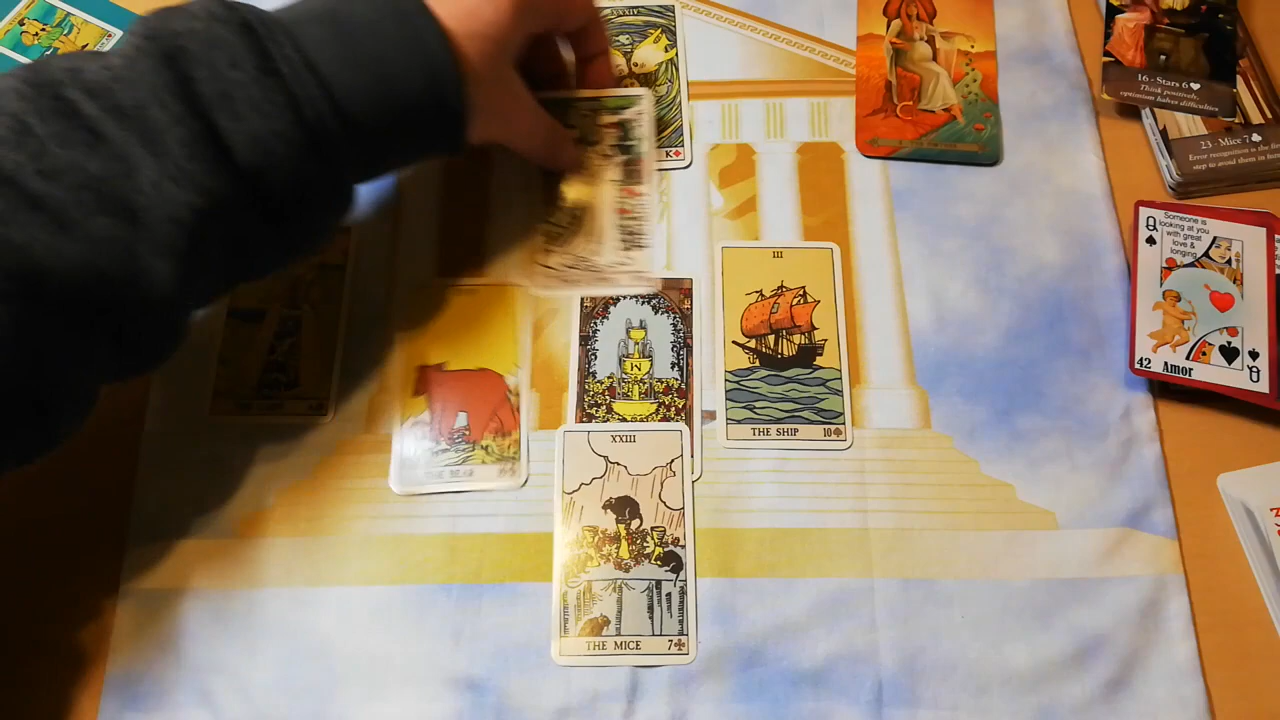 XXXIV
K♦
16 - Stars 6♥
Think positively,
optimism halves difficulties
23 - Mice 7♣
Error recognition is the
step to avoid them in
Q
Someone is
looking at you
with great
love &
longing.
42 Amor
Q
III
THE SHIP 10♠
THE BEAR
M
XXIII
THE MICE 7♣